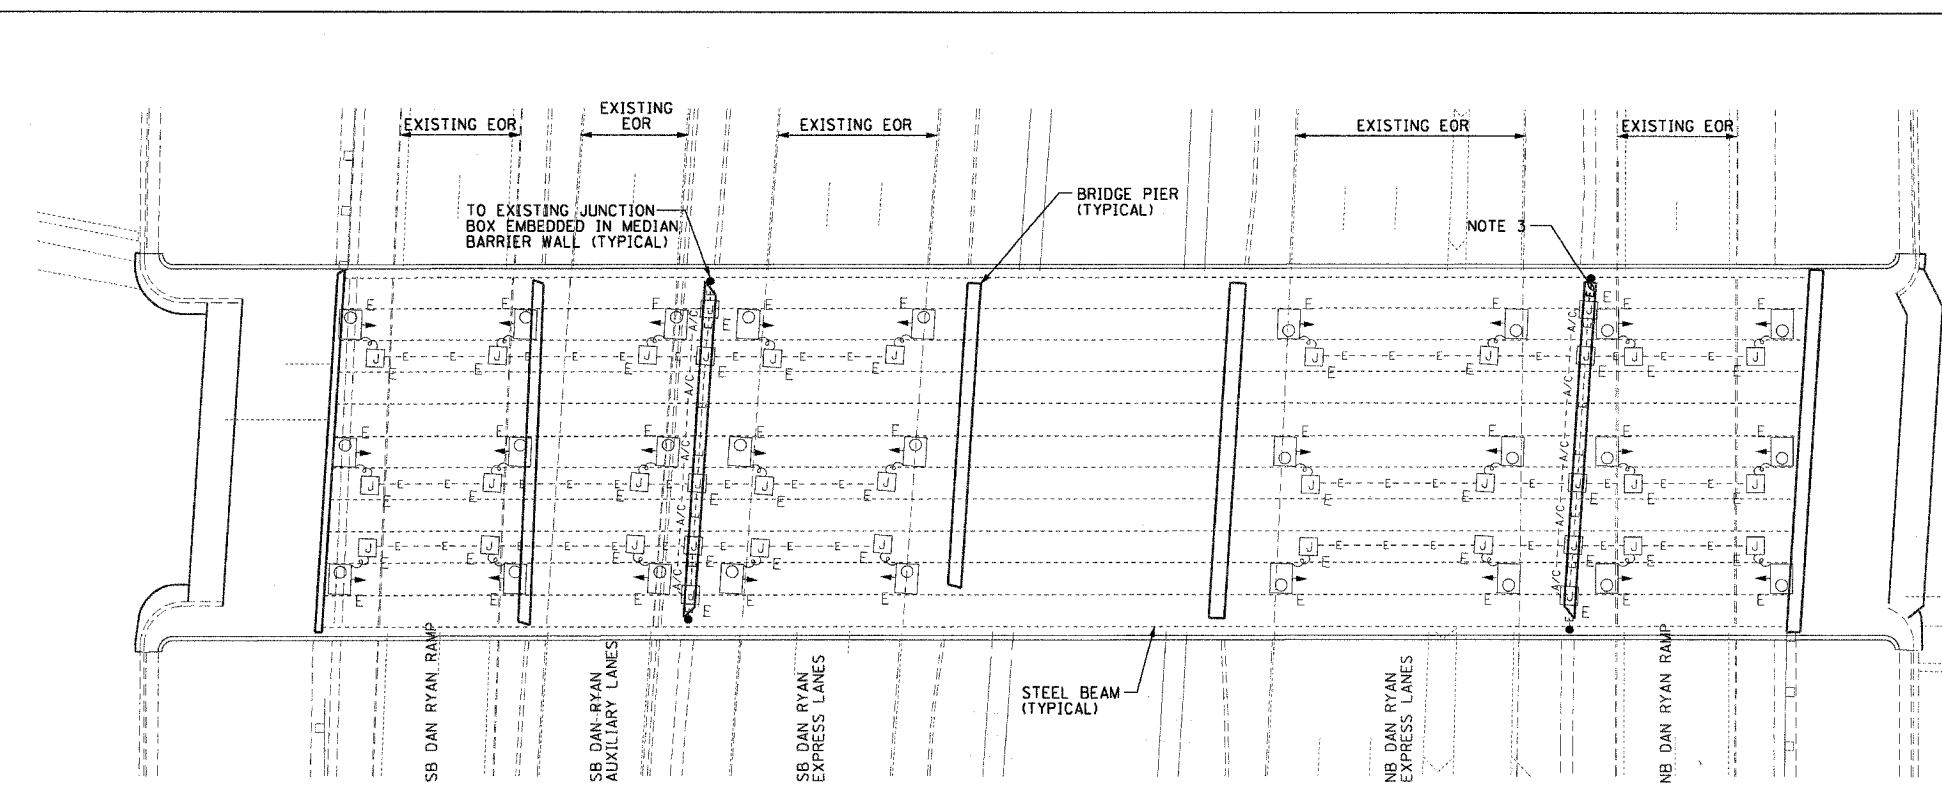 EXISTING EOR
EXISTING
EOR
EXISTING EOR
EXISTING EOR
EXISTING EOR
TO EXISTING JUNCTION
BOX EMBEDDED IN MEDIAN
BARRIER WALL (TYPICAL)
BRIDGE PIER
(TYPICAL)
NOTE 3
E E E E E E E E
A/C A/C
J E E J E E J J J E E J J E E E J J J E E J
E E E E E E E E
A/C A/C
E E E E E E E E
A/C A/C
J E E J E E J J J E E J J E E E J J J E E J
E E E E E E E E
A/C A/C
J E E J E E J J J E E J J E E E J J J E E J
E E E E E E E E
A/C A/C
STEEL BEAM
(TYPICAL)
SB DAN RYAN RAMP
SB DAN RYAN
AUXILIARY LANES
SB DAN RYAN
EXPRESS LANES
NB DAN RYAN
EXPRESS LANES
NB DAN RYAN RAMP